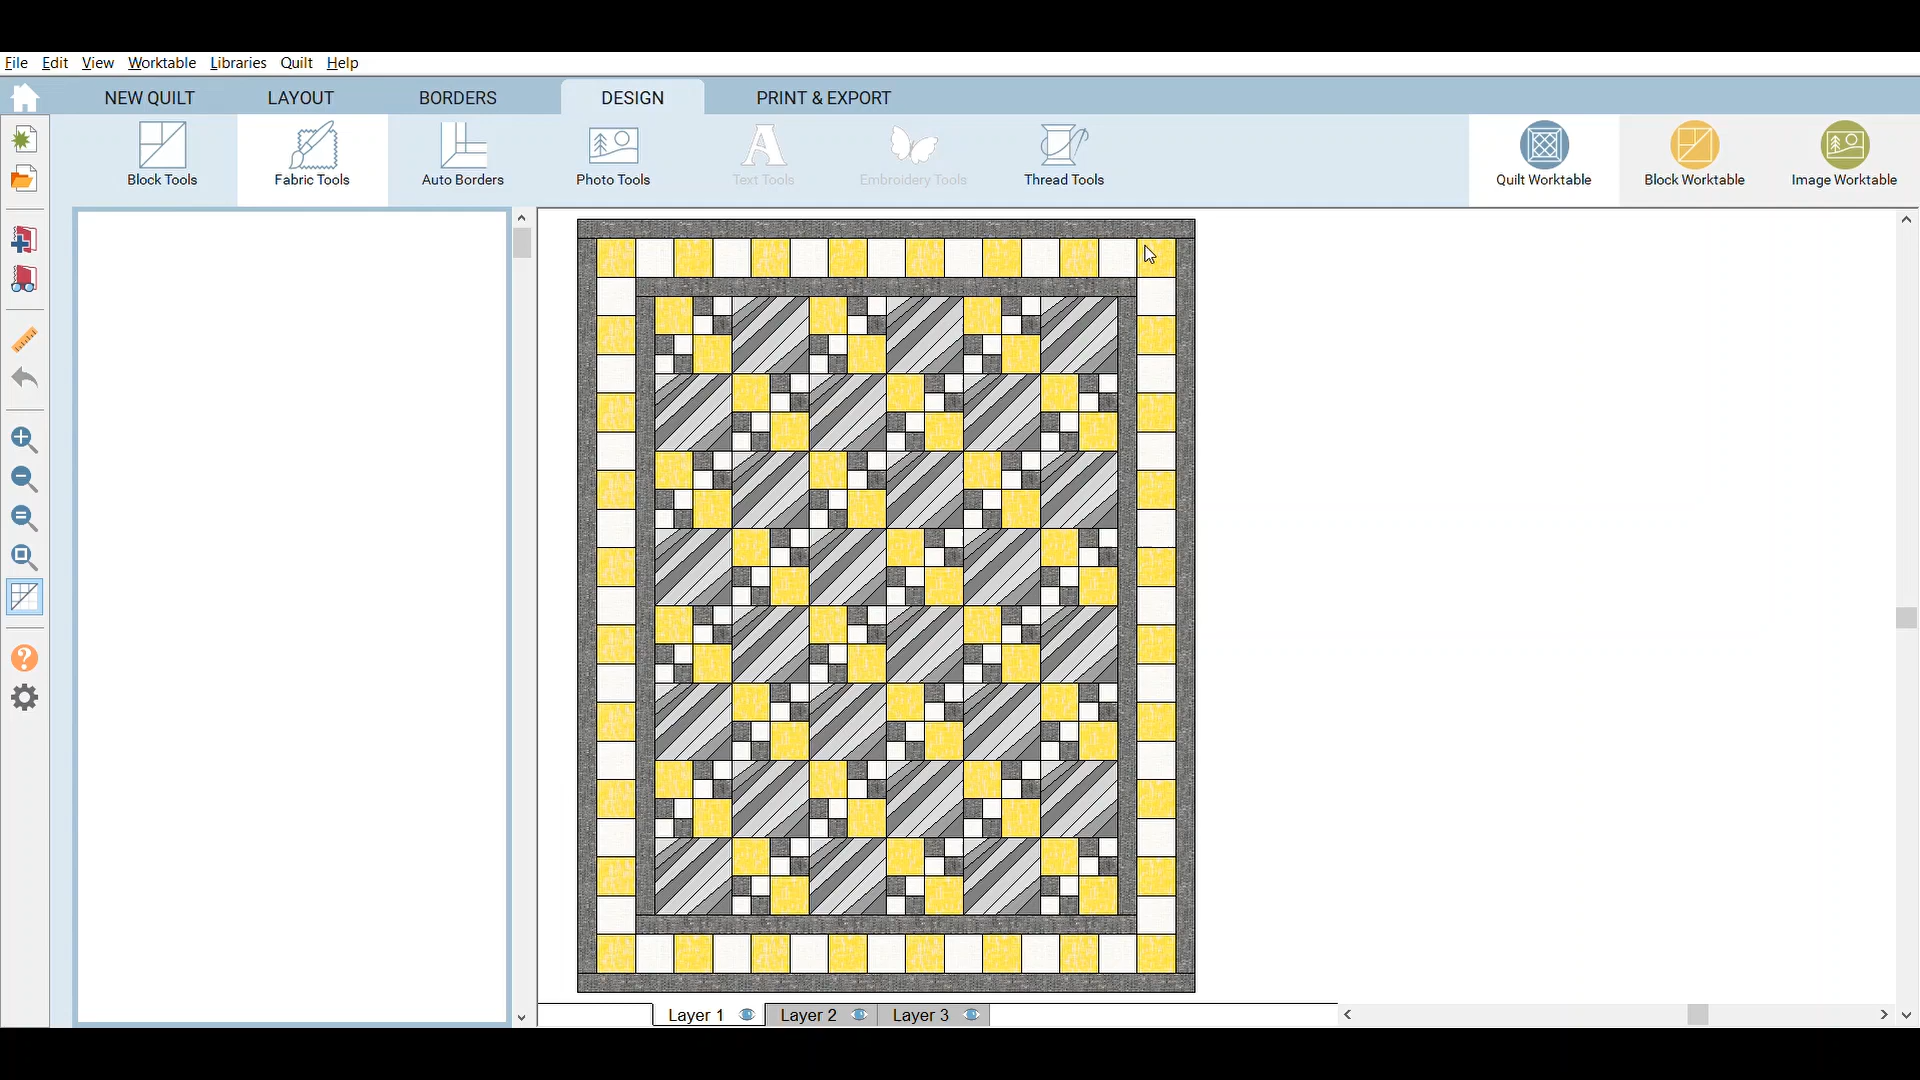 File Edit View Worktable Libraries Quilt Help
NEW QUILT LAYOUT BORDERS DESIGN PRINT & EXPORT
Block Tools Fabric Tools Auto Borders Photo Tools Text Tools Embroidery Tools Thread Tools Quilt Worktable Block Worktable Image Worktable
Layer 1 Layer 2 Layer 3